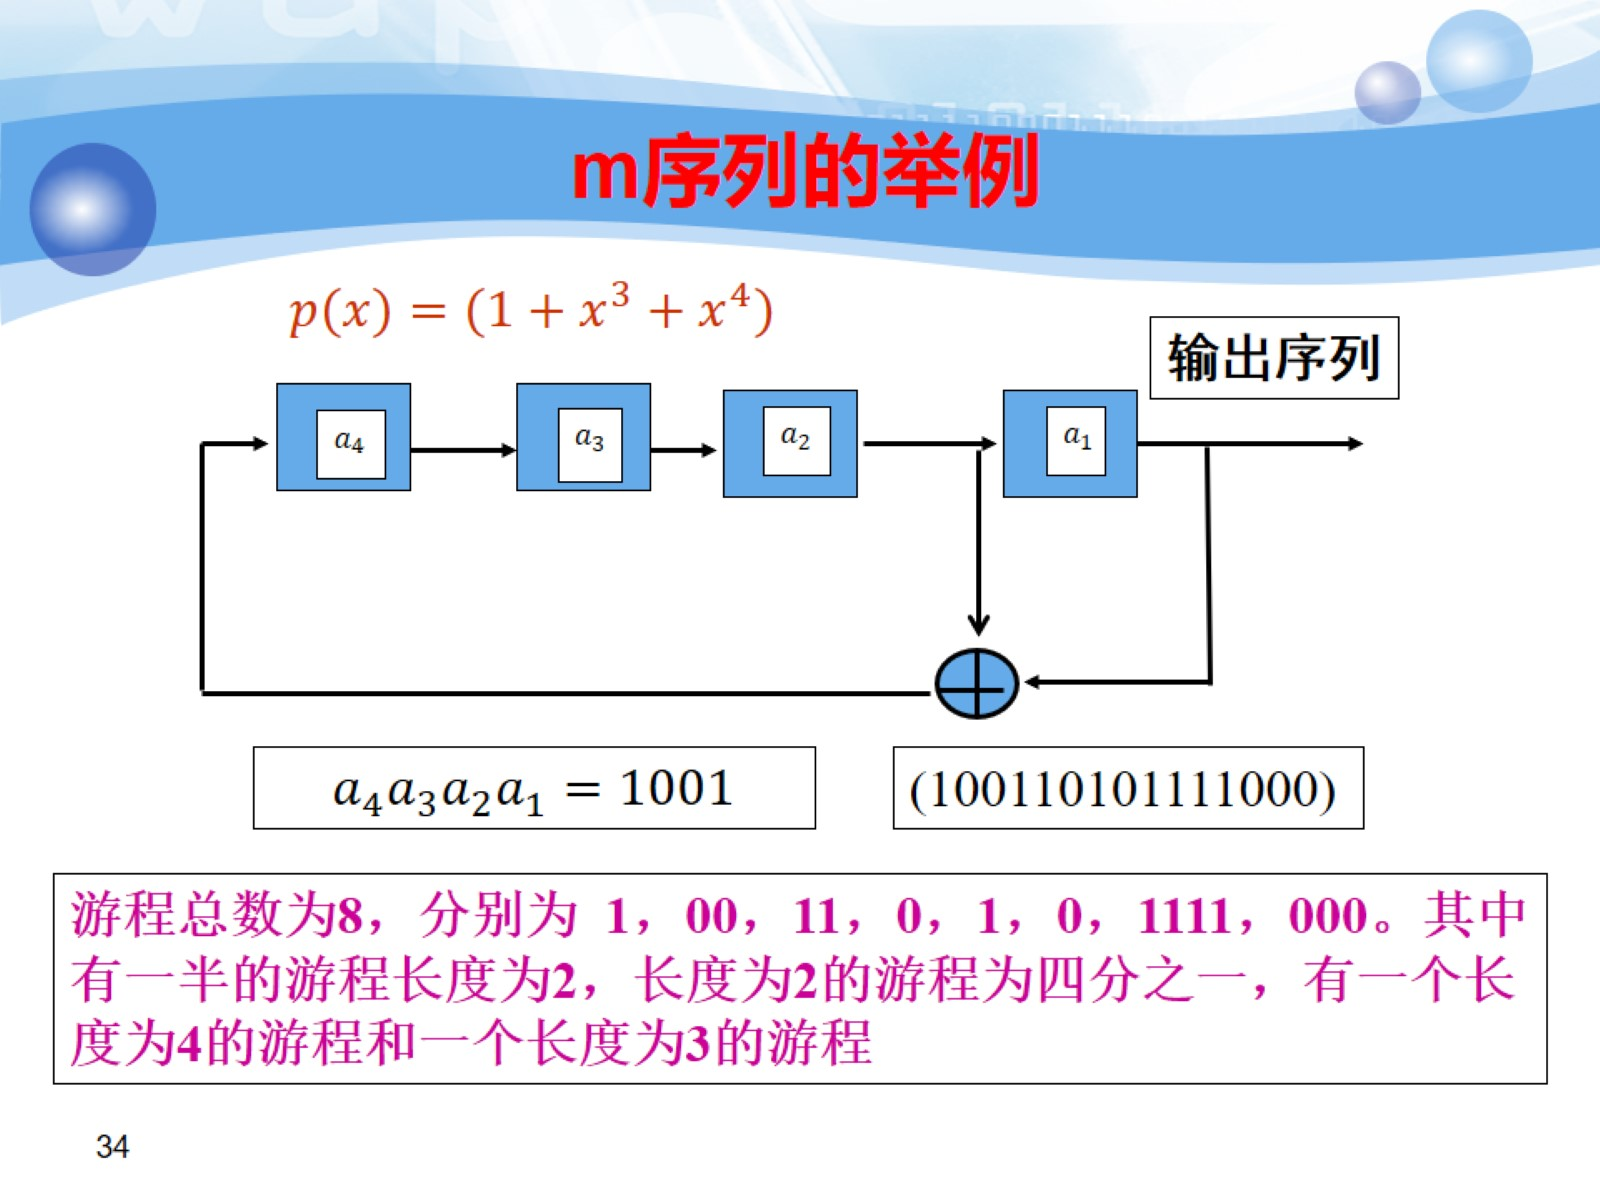 m序列的举例
p(x) = (1 + x³ + x⁴)
输出序列
a₄
a₃
a₂
a₁
a₄a₃a₂a₁ = 1001
(100110101111000)
游程总数为8，分别为 1，00，11，0，1，0，1111，000。其中
有一半的游程长度为2，长度为2的游程为四分之一，有一个长
度为4的游程和一个长度为3的游程
34